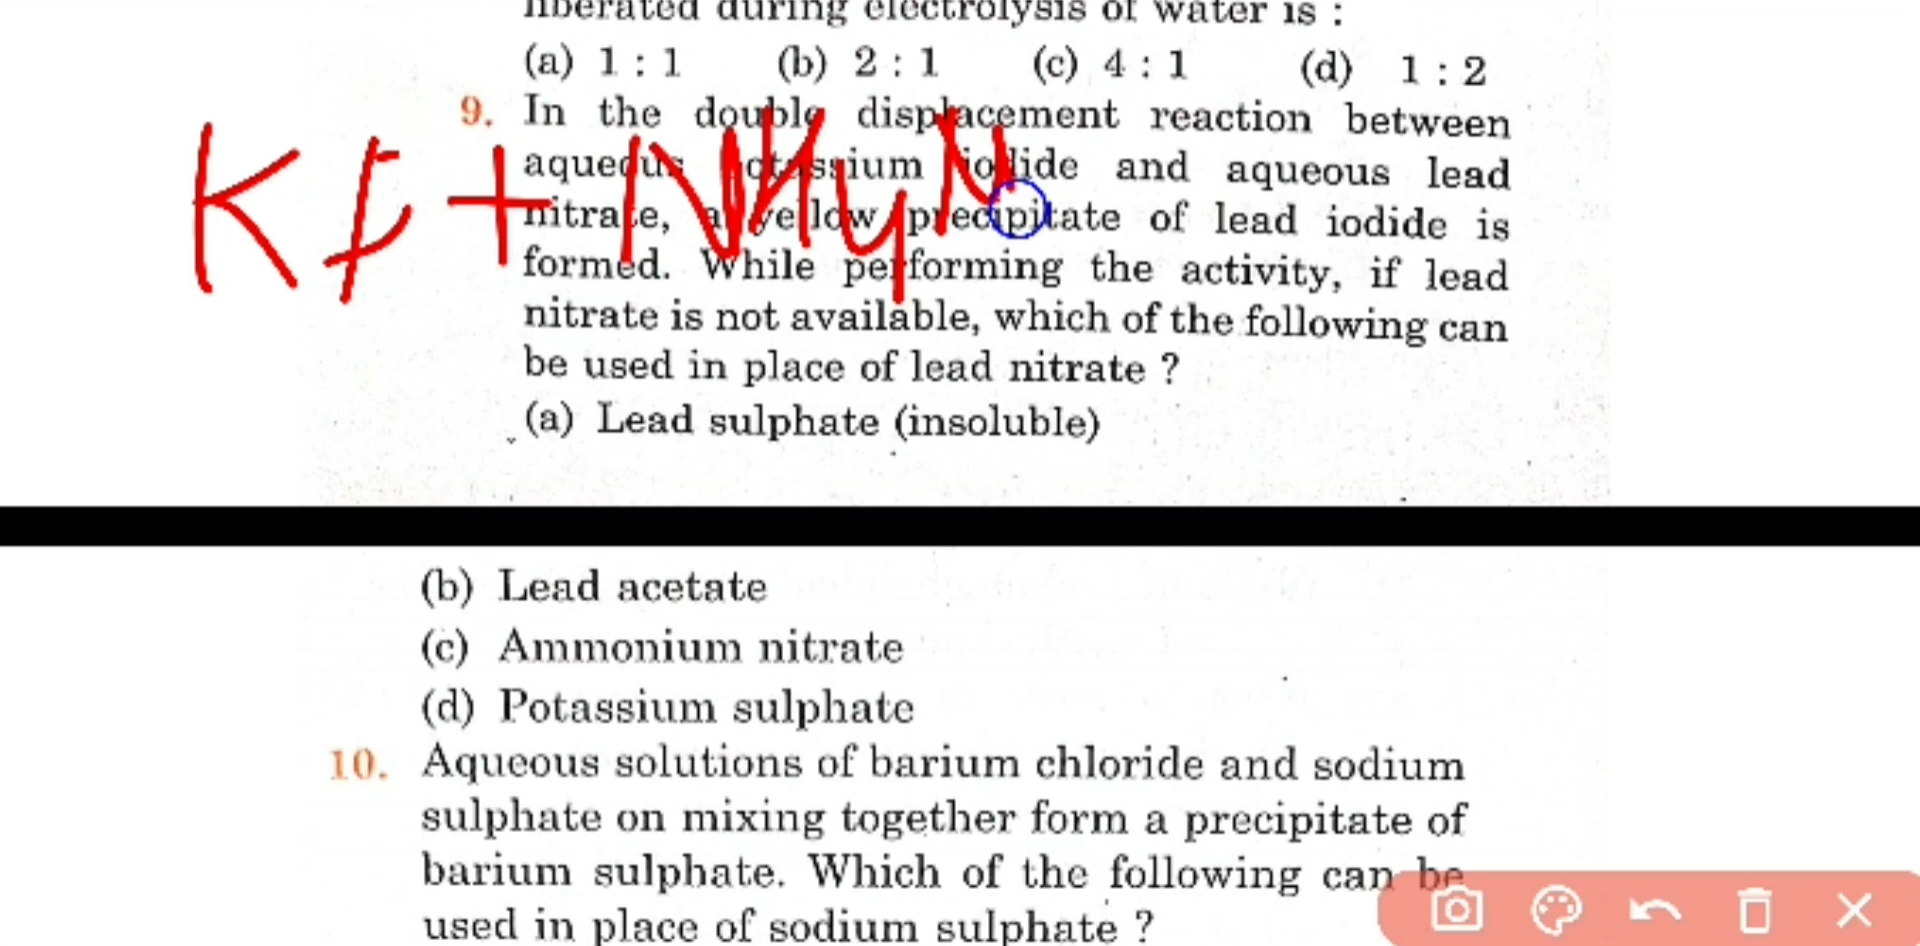 liberated during electrolysis of water is :
(a) 1 : 1 (b) 2 : 1 (c) 4 : 1 (d) 1 : 2
9. In the double displacement reaction between
aqueous potassium iodide and aqueous lead
nitrate, a yellow precipitate of lead iodide is
formed. While performing the activity, if lead
nitrate is not available, which of the following can
be used in place of lead nitrate ?
(a) Lead sulphate (insoluble)
KI + NH4N
(b) Lead acetate
(c) Ammonium nitrate
(d) Potassium sulphate
10. Aqueous solutions of barium chloride and sodium
sulphate on mixing together form a precipitate of
barium sulphate. Which of the following can be
used in place of sodium sulphate ?